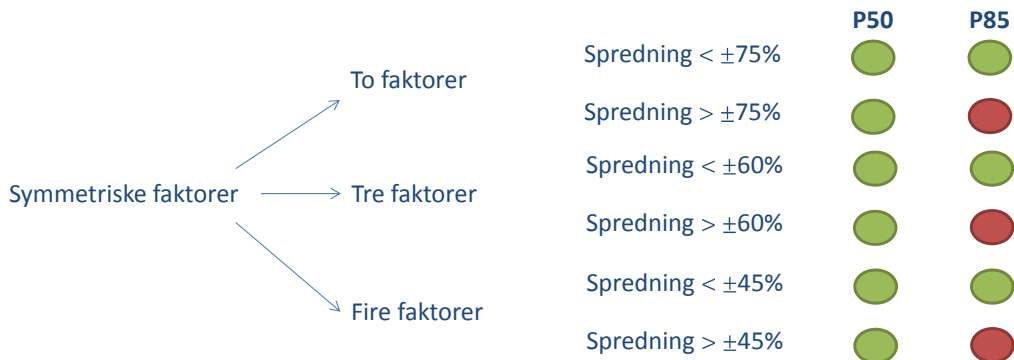 P50 P85
Spredning < ±75%
To faktorer
Spredning > ±75%
Spredning < ±60%
Symmetriske faktorer
Tre faktorer
Spredning > ±60%
Spredning < ±45%
Fire faktorer
Spredning > ±45%